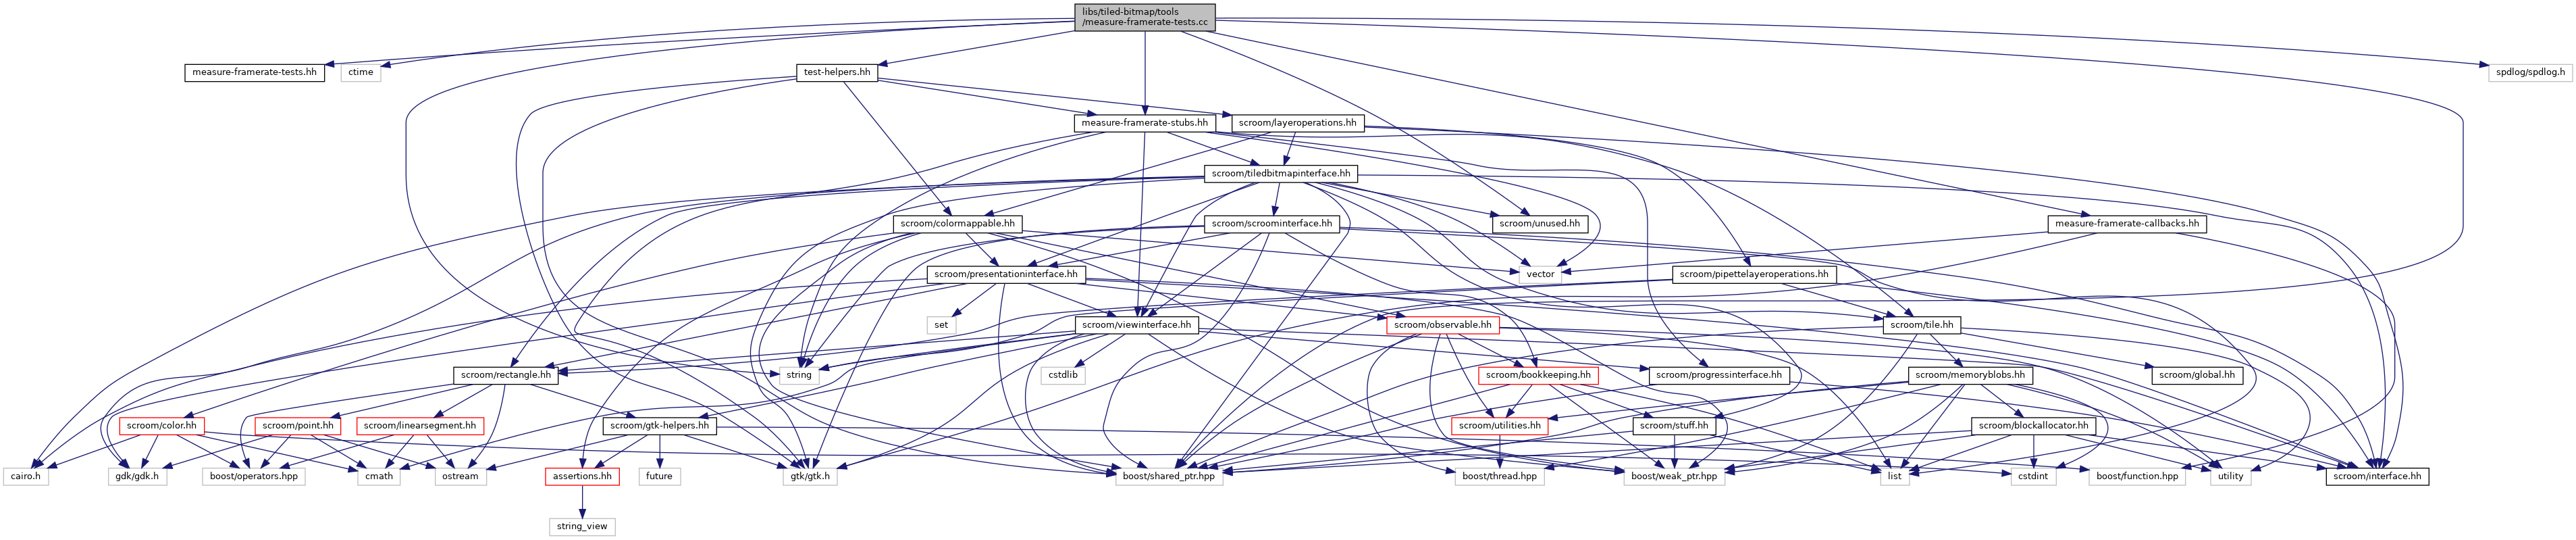 libs/tiled-bitmap/tools
/measure-framerate-tests.cc
measure-framerate-tests.hh
ctime
test-helpers.hh
spdlog/spdlog.h
measure-framerate-stubs.hh
scroom/layeroperations.hh
scroom/tiledbitmapinterface.hh
scroom/colormappable.hh
scroom/scroominterface.hh
scroom/unused.hh
measure-framerate-callbacks.hh
scroom/presentationinterface.hh
vector
scroom/pipettelayeroperations.hh
set
scroom/viewinterface.hh
scroom/observable.hh
scroom/tile.hh
scroom/rectangle.hh
string
cstdlib
scroom/bookkeeping.hh
scroom/progressinterface.hh
scroom/memoryblobs.hh
scroom/global.hh
scroom/color.hh
scroom/point.hh
scroom/linearsegment.hh
scroom/gtk-helpers.hh
scroom/utilities.hh
scroom/stuff.hh
scroom/blockallocator.hh
cairo.h
gdk/gdk.h
boost/operators.hpp
cmath
ostream
assertions.hh
future
gtk/gtk.h
boost/shared_ptr.hpp
boost/thread.hpp
boost/weak_ptr.hpp
list
cstdint
boost/function.hpp
utility
scroom/interface.hh
string_view